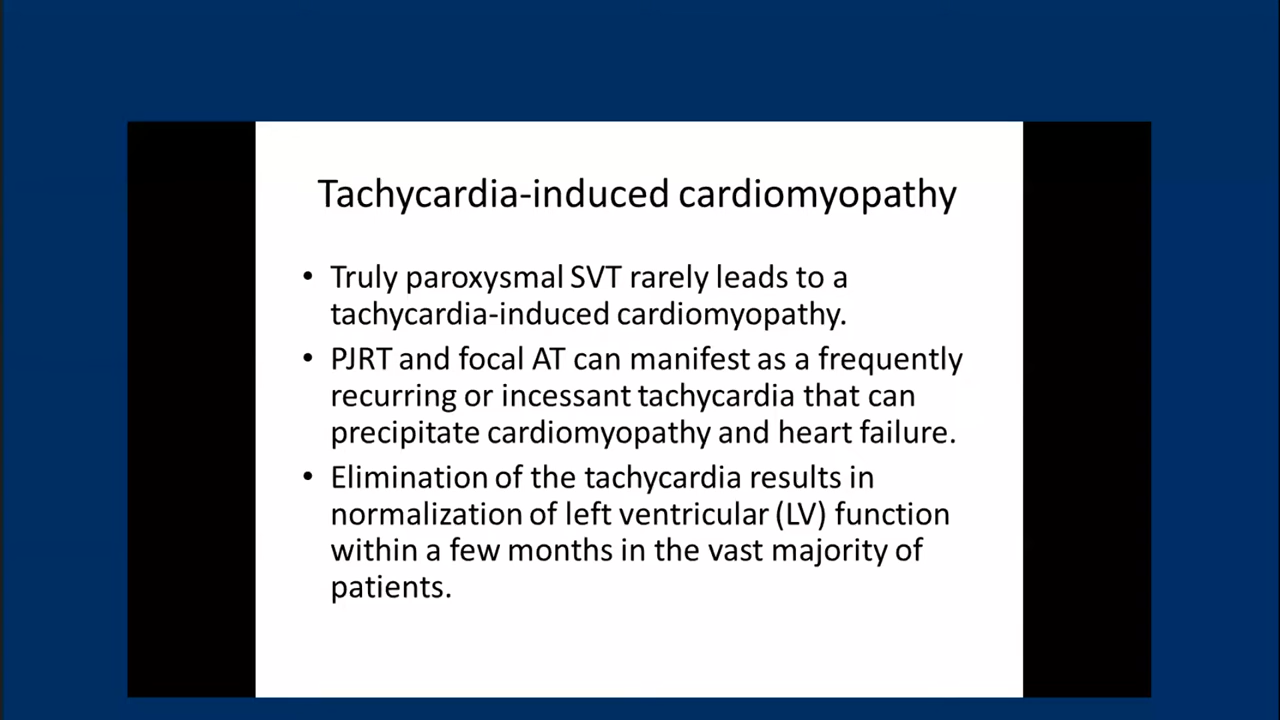 Tachycardia-induced cardiomyopathy
• Truly paroxysmal SVT rarely leads to a
tachycardia-induced cardiomyopathy.
• PJRT and focal AT can manifest as a frequently
recurring or incessant tachycardia that can
precipitate cardiomyopathy and heart failure.
• Elimination of the tachycardia results in
normalization of left ventricular (LV) function
within a few months in the vast majority of
patients.